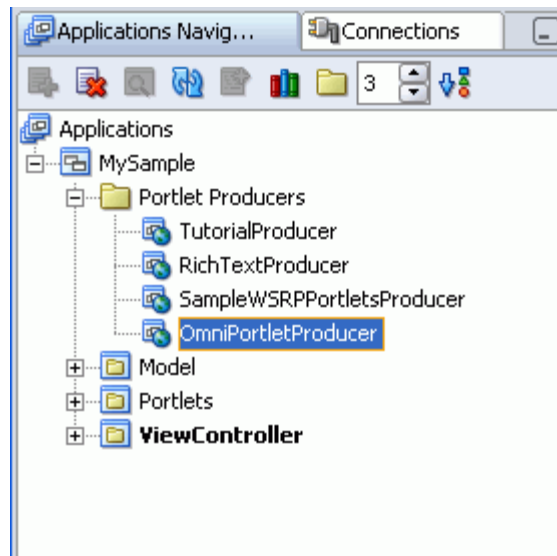 Applications Navig... Connections
3
Applications
MySample
Portlet Producers
TutorialProducer
RichTextProducer
SampleWSRPPortletsProducer
OmniPortletProducer
Model
Portlets
ViewController